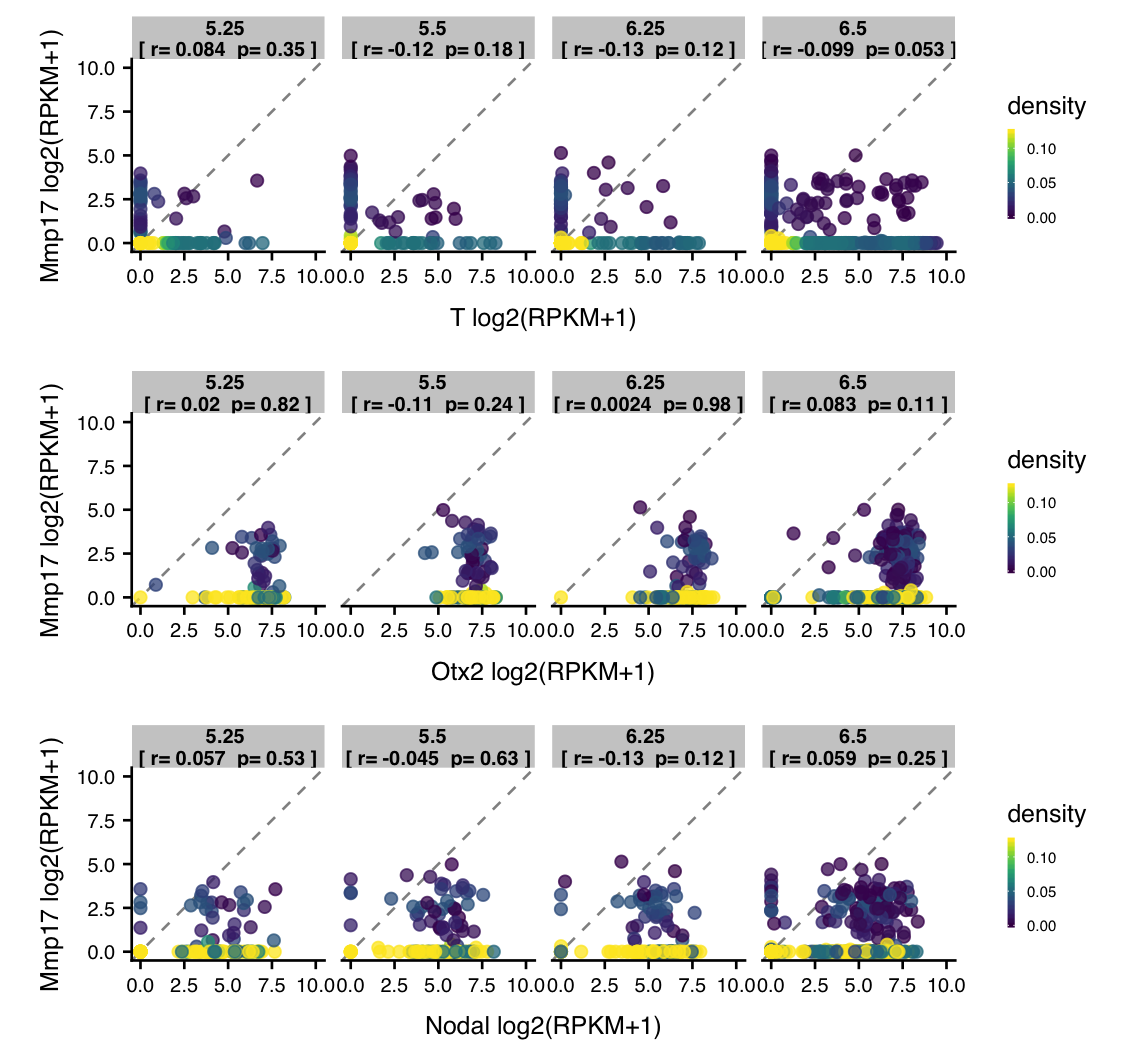 5.25 5.5 6.25 6.5
[ r= 0.084 p= 0.35 ] [ r= -0.12 p= 0.18 ] [ r= -0.13 p= 0.12 ] [ r= -0.099 p= 0.053 ]
Mmp17 log2(RPKM+1)
10.0
7.5
5.0
2.5
0.0
0.0 2.5 5.0 7.5 10.0 0.0 2.5 5.0 7.5 10.0 0.0 2.5 5.0 7.5 10.0 0.0 2.5 5.0 7.5 10.0
T log2(RPKM+1)
density
0.10
0.05
0.00
5.25 5.5 6.25 6.5
[ r= 0.02 p= 0.82 ] [ r= -0.11 p= 0.24 ] [ r= 0.0024 p= 0.98 ] [ r= 0.083 p= 0.11 ]
Mmp17 log2(RPKM+1)
10.0
7.5
5.0
2.5
0.0
0.0 2.5 5.0 7.5 10.0 0.0 2.5 5.0 7.5 10.0 0.0 2.5 5.0 7.5 10.0 0.0 2.5 5.0 7.5 10.0
Otx2 log2(RPKM+1)
density
0.10
0.05
0.00
5.25 5.5 6.25 6.5
[ r= 0.057 p= 0.53 ] [ r= -0.045 p= 0.63 ] [ r= -0.13 p= 0.12 ] [ r= 0.059 p= 0.25 ]
Mmp17 log2(RPKM+1)
10.0
7.5
5.0
2.5
0.0
0.0 2.5 5.0 7.5 10.0 0.0 2.5 5.0 7.5 10.0 0.0 2.5 5.0 7.5 10.0 0.0 2.5 5.0 7.5 10.0
Nodal log2(RPKM+1)
density
0.10
0.05
0.00